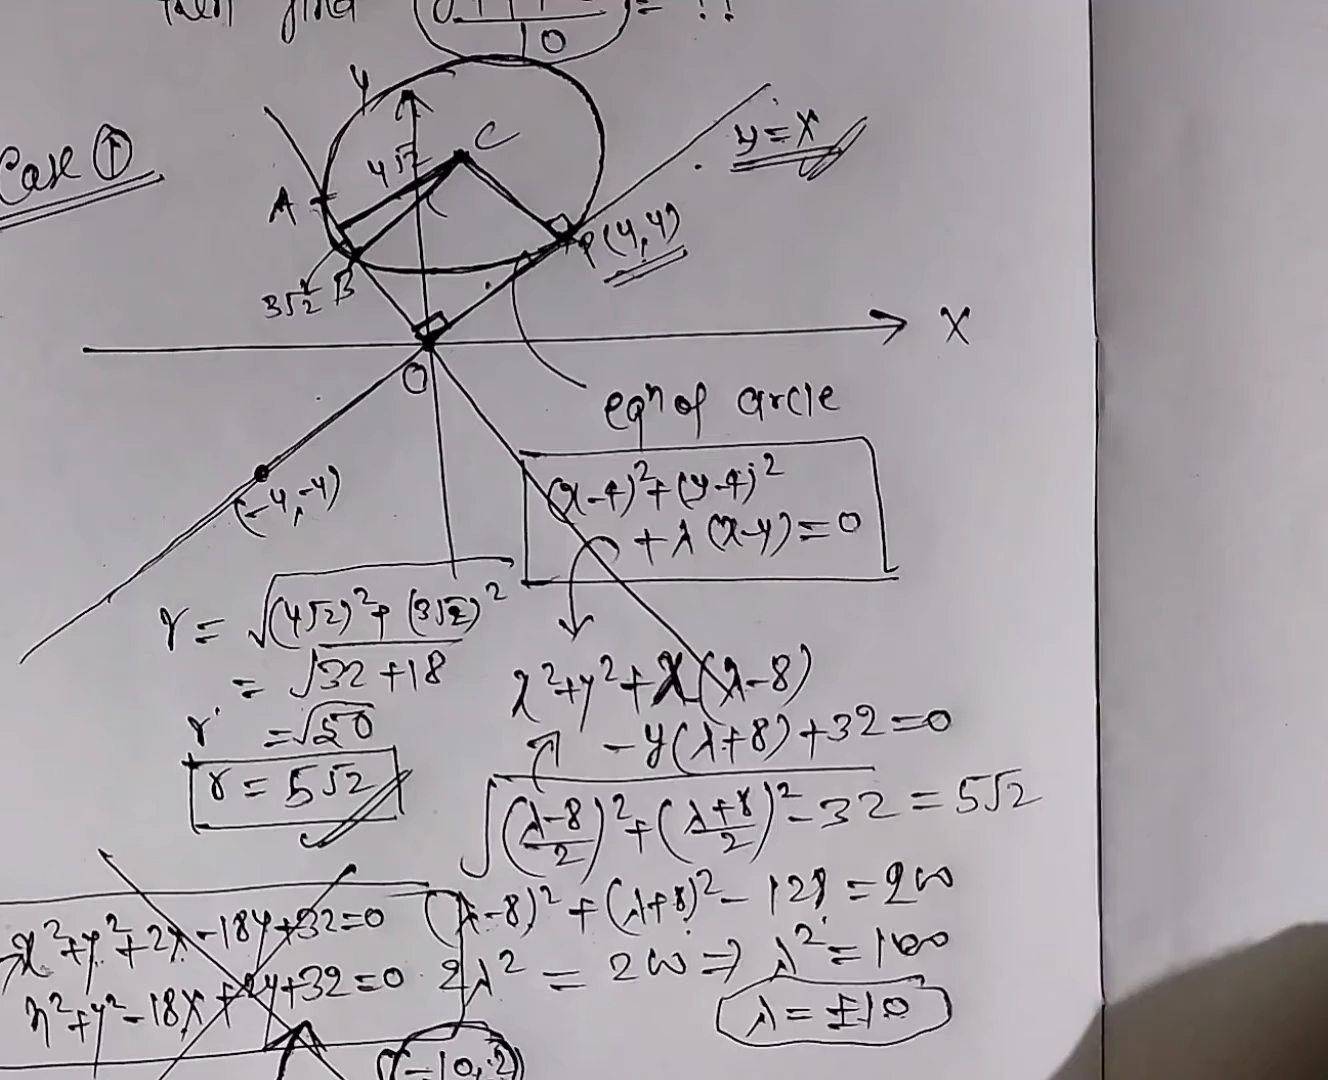 then find
10
= ??
Case ①
Y
A
4√2
C
y=x
P(4,4)
3√2
B
X
O
(-4,-4)
eqⁿ of circle
(x-4)²+(y-4)²
+λ(x-y)=0
r = √(4√2)²+(3√2)²
= √32+18
r = √50
r = 5√2
x²+y²+x(λ-8)
-y(λ+8)+32=0
√(λ-8/2)²+(λ+8/2)²-32 = 5√2
(λ-8)²+(λ+8)²-128=200
2λ² = 200 ⇒ λ²=100
λ=±10
x²+y²+2x-18y+32=0
x²+y²-18x+2y+32=0
(-10,2)